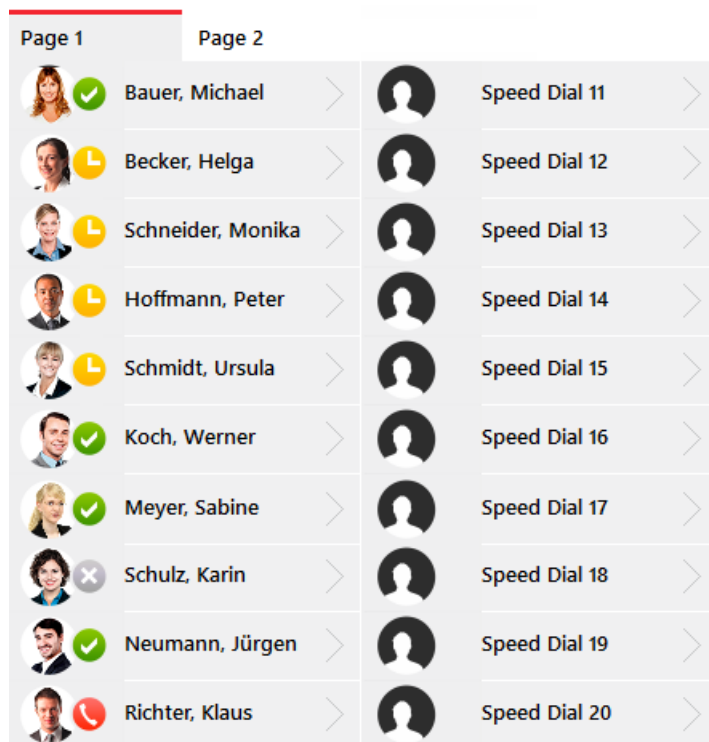 Page 1 Page 2
Bauer, Michael Speed Dial 11
Becker, Helga Speed Dial 12
Schneider, Monika Speed Dial 13
Hoffmann, Peter Speed Dial 14
Schmidt, Ursula Speed Dial 15
Koch, Werner Speed Dial 16
Meyer, Sabine Speed Dial 17
Schulz, Karin Speed Dial 18
Neumann, Jürgen Speed Dial 19
Richter, Klaus Speed Dial 20